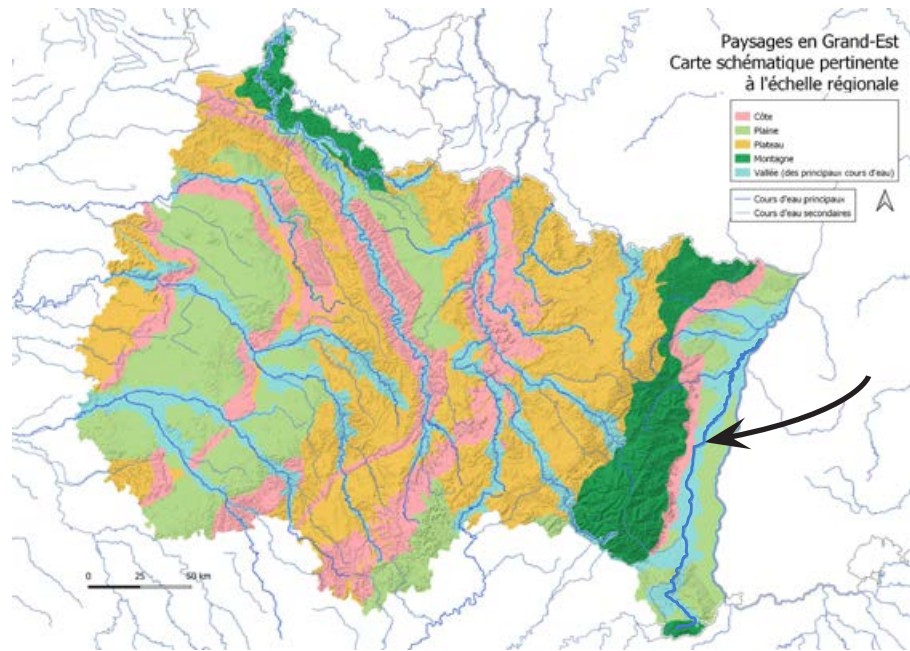 Paysages en Grand-Est
Carte schématique pertinente
à l'échelle régionale
Côte
Plaine
Plateau
Montagne
Vallée (des principaux cours d'eau)
Cours d'eau principaux
Cours d'eau secondaires
0 25 50 km